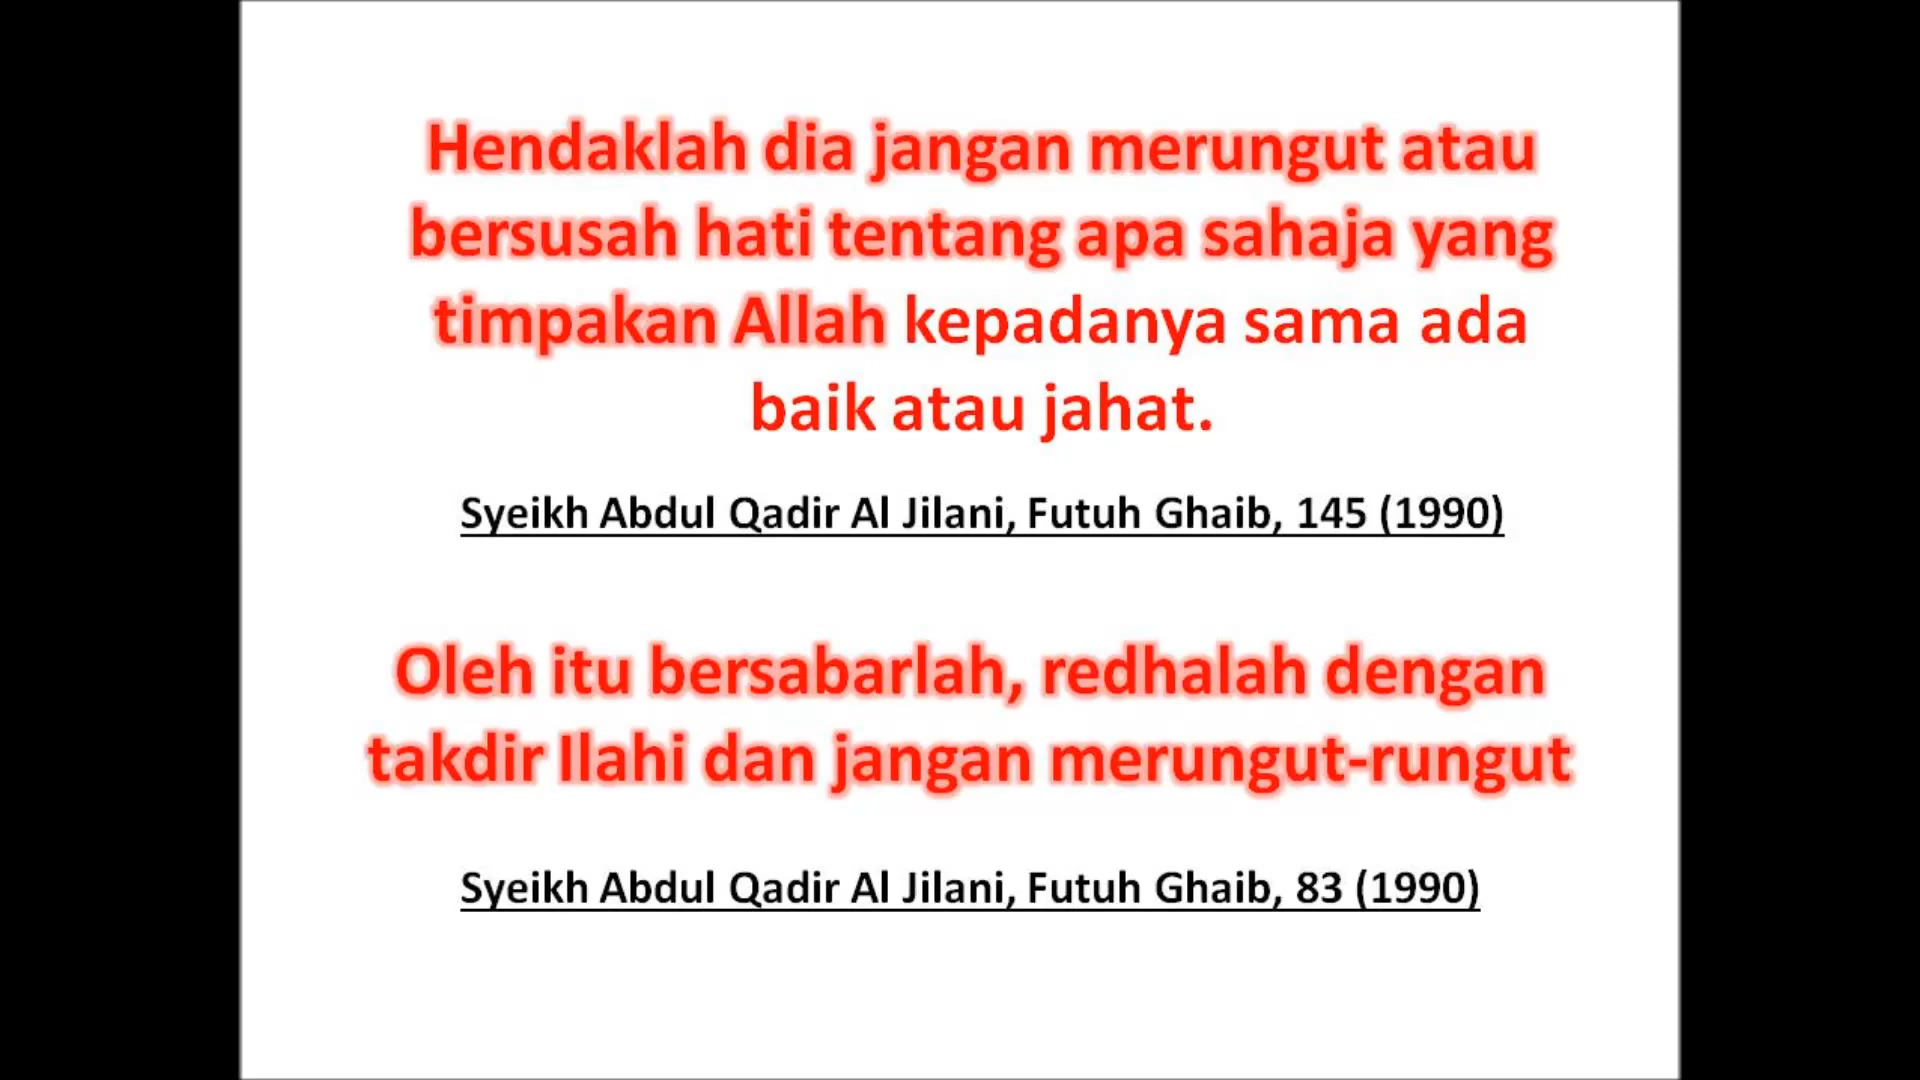 Hendaklah dia jangan merungut atau
bersusah hati tentang apa sahaja yang
timpakan Allah kepadanya sama ada
baik atau jahat.
Syeikh Abdul Qadir Al Jilani, Futuh Ghaib, 145 (1990)
Oleh itu bersabarlah, redhalah dengan
takdir Ilahi dan jangan merungut-rungut
Syeikh Abdul Qadir Al Jilani, Futuh Ghaib, 83 (1990)